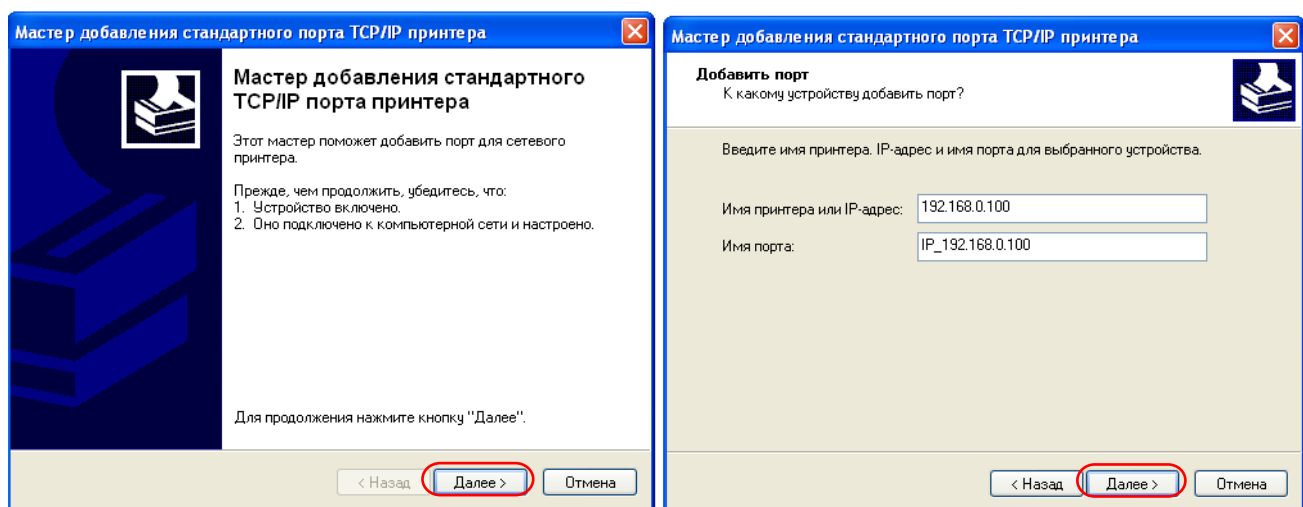 Мастер добавления стандартного порта TCP/IP принтера
Мастер добавления стандартного
TCP/IP порта принтера
Этот мастер поможет добавить порт для сетевого
принтера.
Прежде, чем продолжить, убедитесь, что:
1. Устройство включено.
2. Оно подключено к компьютерной сети и настроено.
Для продолжения нажмите кнопку "Далее".
< Назад
Далее >
Отмена
Мастер добавления стандартного порта TCP/IP принтера
Добавить порт
К какому устройству добавить порт?
Введите имя принтера. IP-адрес и имя порта для выбранного устройства.
Имя принтера или IP-адрес: 192.168.0.100
Имя порта: IP_192.168.0.100
< Назад
Далее >
Отмена